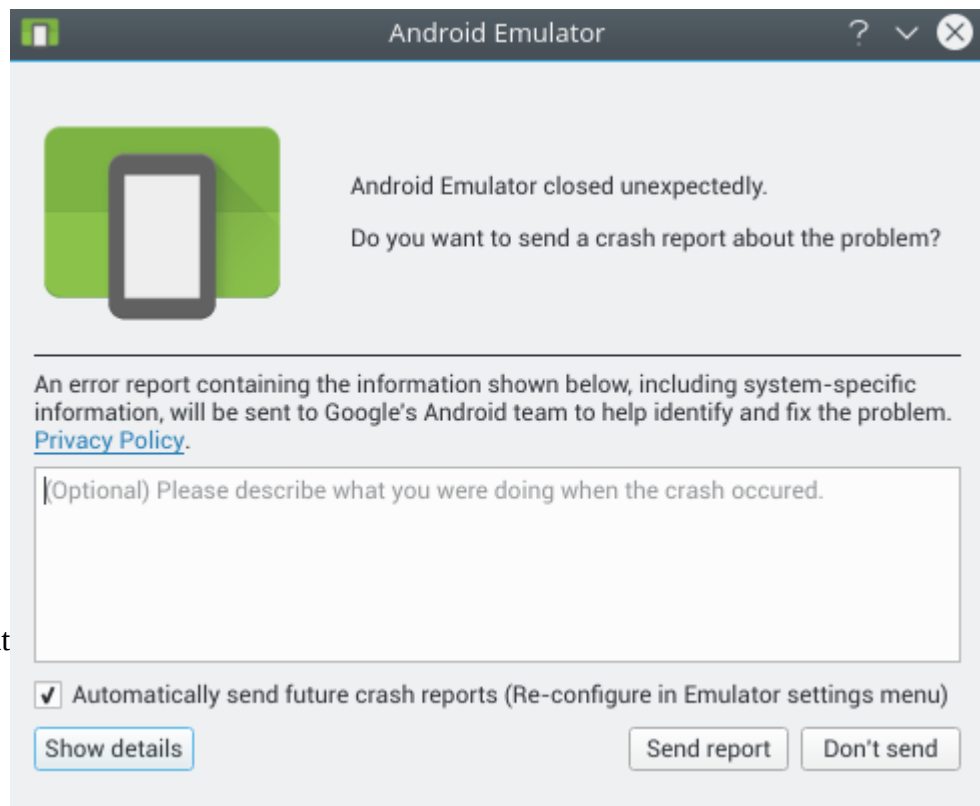 Android Emulator
Android Emulator closed unexpectedly.
Do you want to send a crash report about the problem?
An error report containing the information shown below, including system-specific
information, will be sent to Google's Android team to help identify and fix the problem.
Privacy Policy.
(Optional) Please describe what you were doing when the crash occured.
Automatically send future crash reports (Re-configure in Emulator settings menu)
Show details
Send report
Don't send